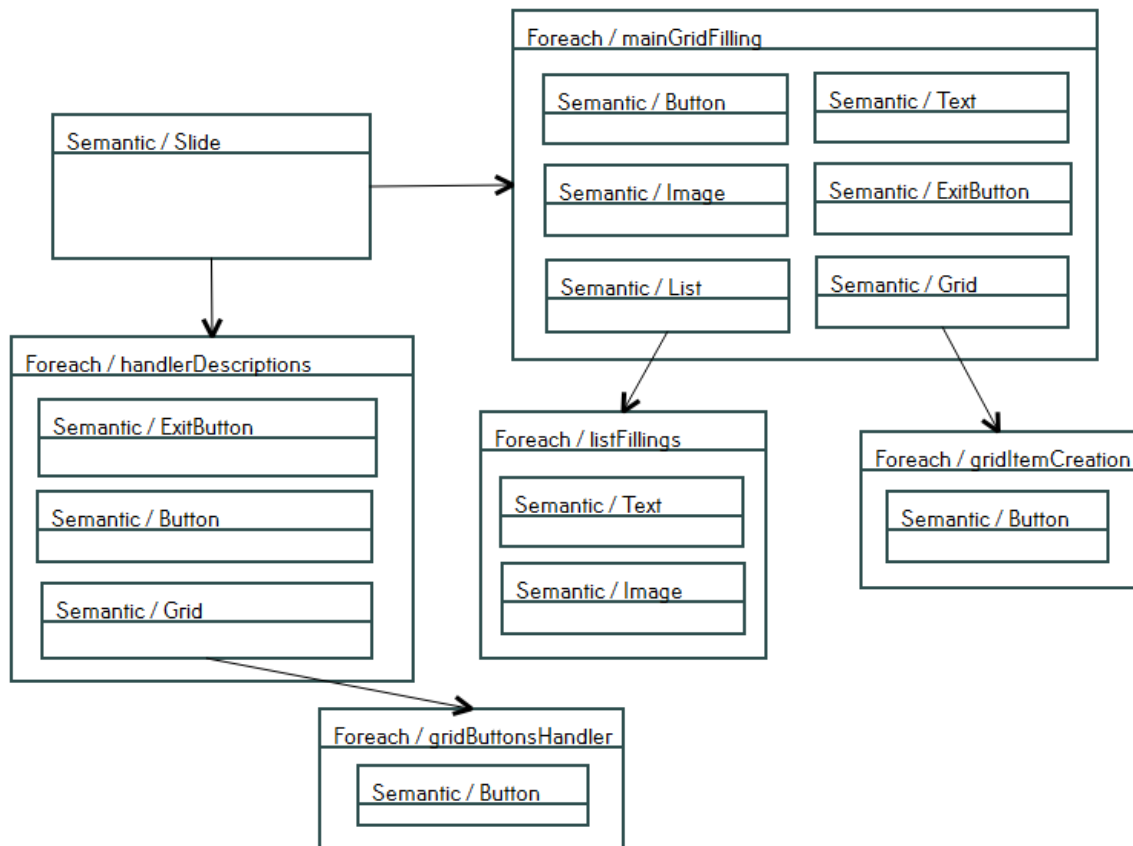 Foreach / mainGridFilling
Semantic / Button
Semantic / Text
Semantic / Slide
Semantic / Image
Semantic / ExitButton
Semantic / List
Semantic / Grid
Foreach / handlerDescriptions
Semantic / ExitButton
Semantic / Button
Semantic / Grid
Foreach / listFillings
Semantic / Text
Semantic / Image
Foreach / gridItemCreation
Semantic / Button
Foreach / gridButtonsHandler
Semantic / Button